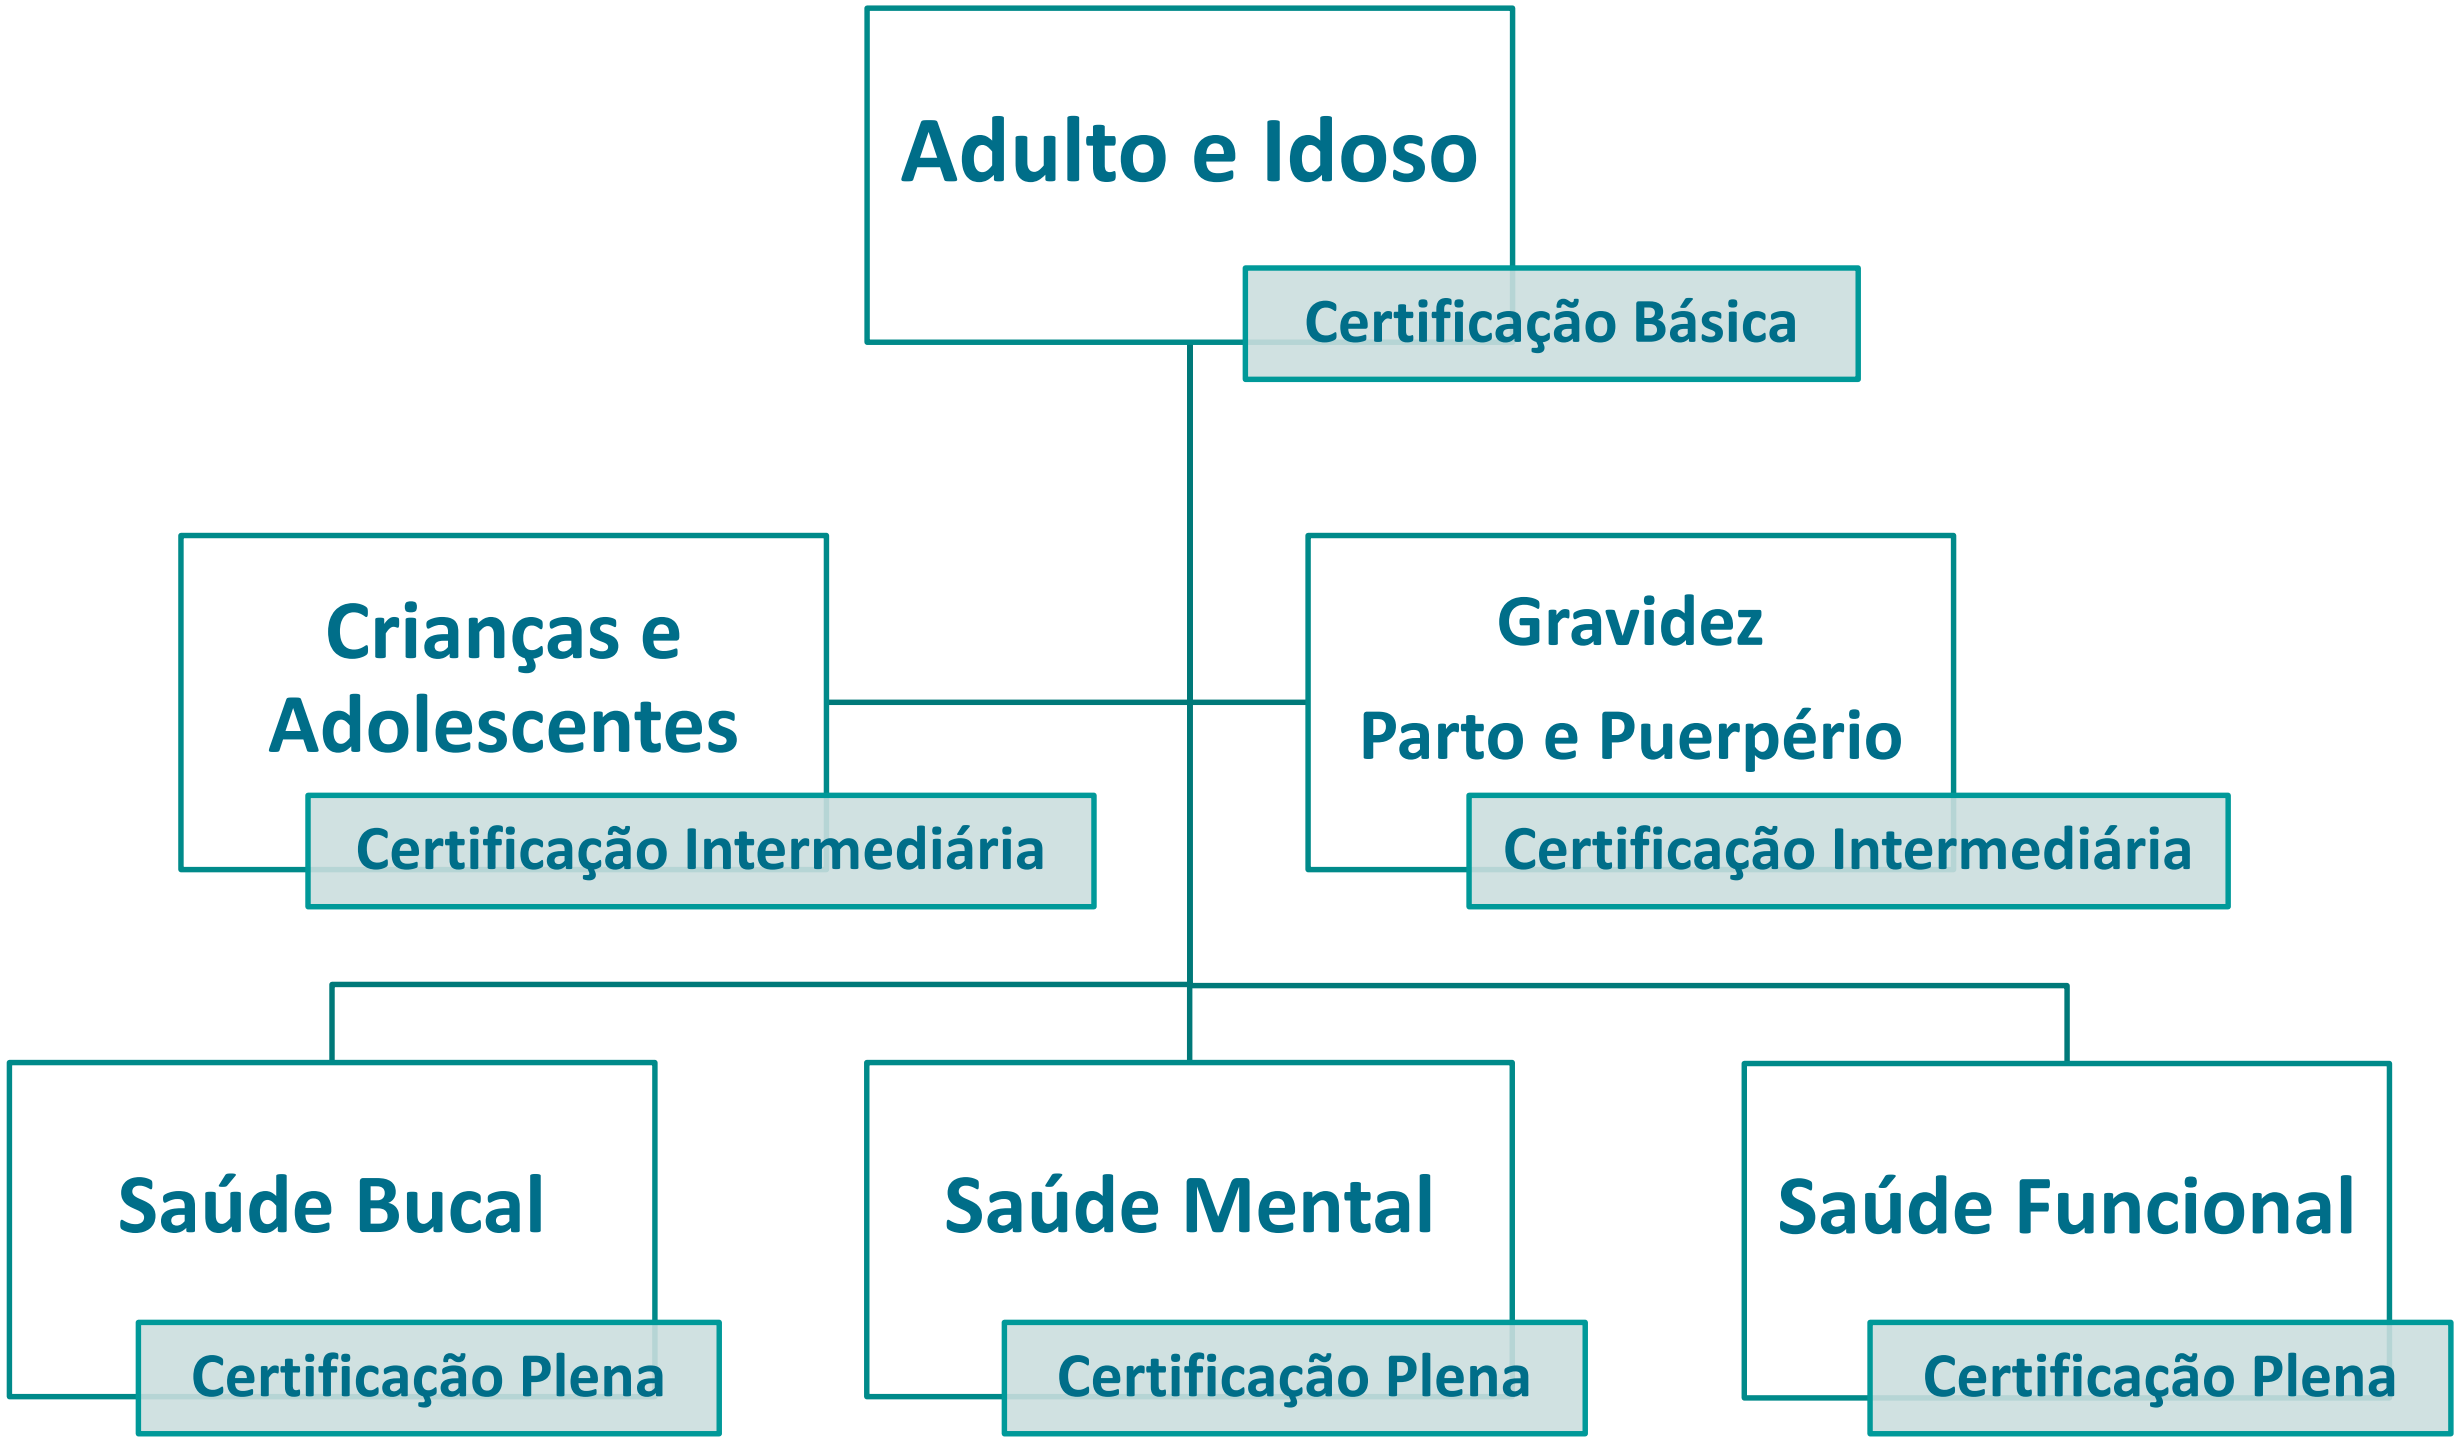 Adulto e Idoso
Certificação Básica
Crianças e
Adolescentes
Certificação Intermediária
Gravidez
Parto e Puerpério
Certificação Intermediária
Saúde Bucal
Certificação Plena
Saúde Mental
Certificação Plena
Saúde Funcional
Certificação Plena